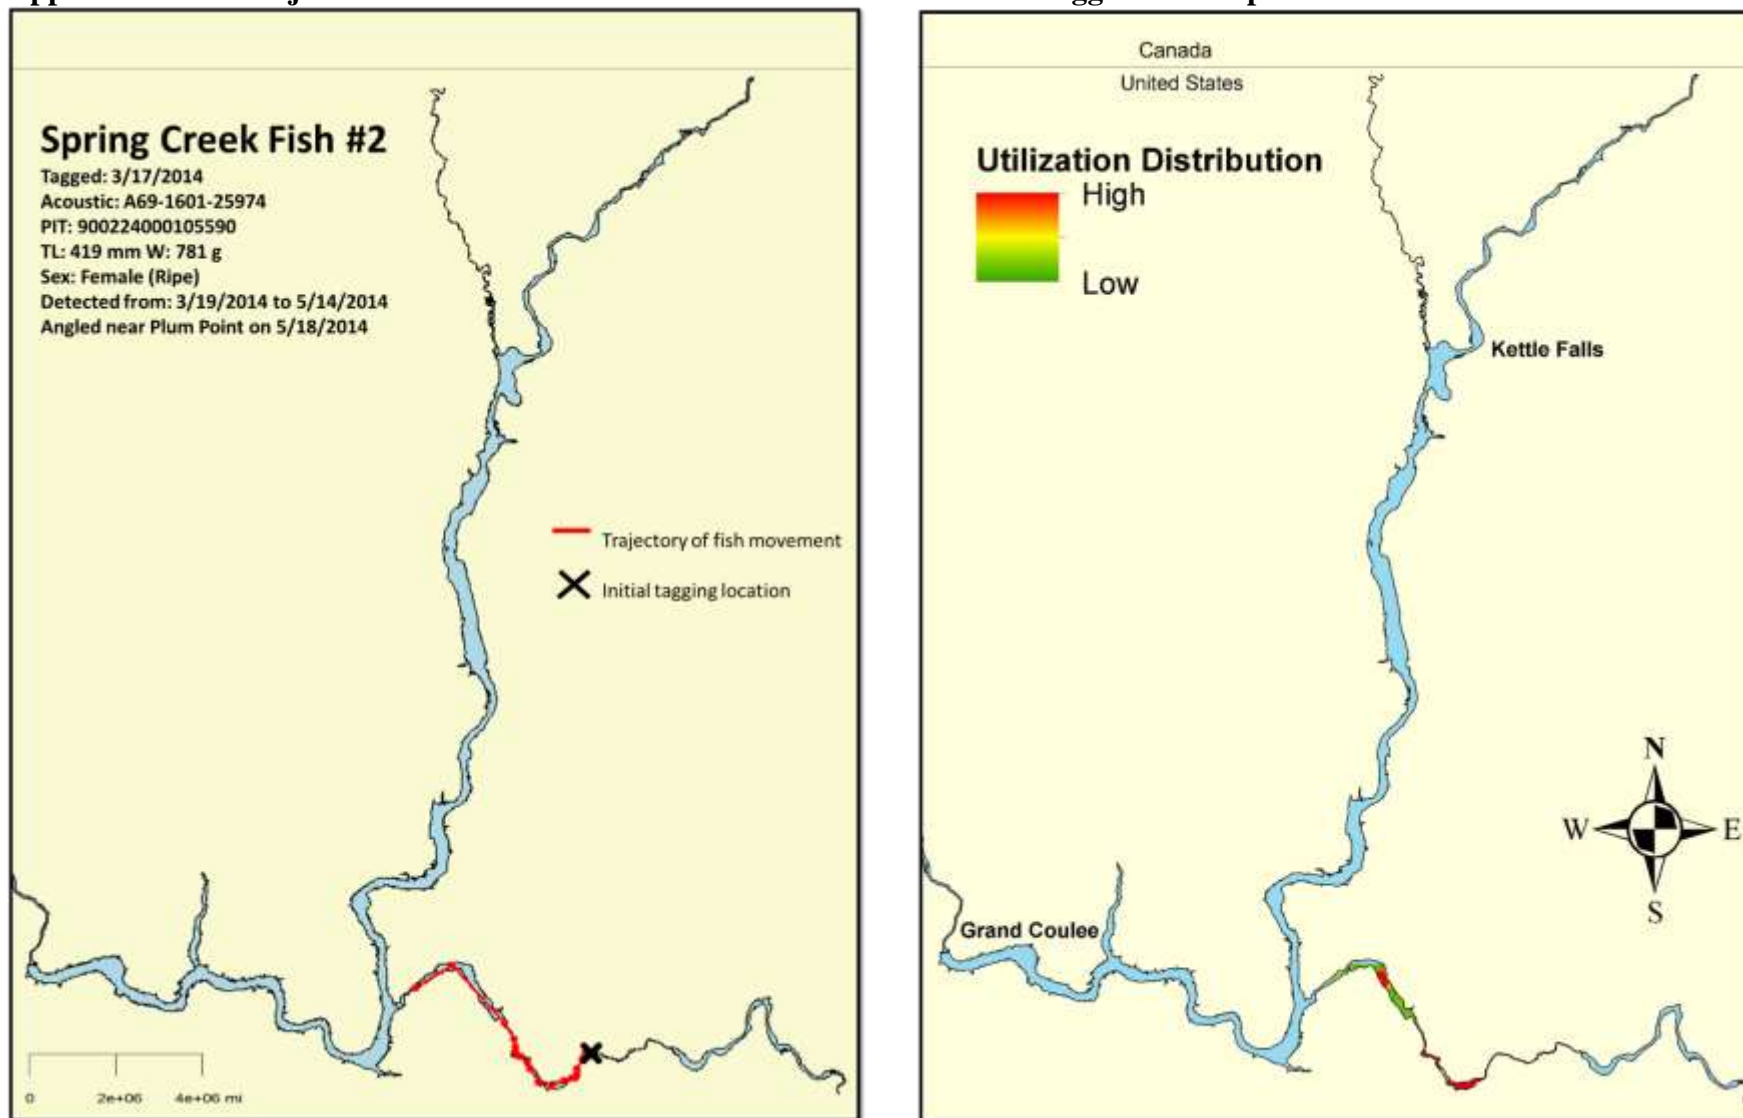 Spring Creek Fish #2
Tagged: 3/17/2014
Acoustic: A69-1601-25974
PIT: 900224000105590
TL: 419 mm W: 781 g
Sex: Female (Ripe)
Detected from: 3/19/2014 to 5/14/2014
Angled near Plum Point on 5/18/2014
Trajectory of fish movement
Initial tagging location
0 2e+06 4e+06 mi
Canada
United States
Utilization Distribution
High
Low
Kettle Falls
N
W E
S
Grand Coulee